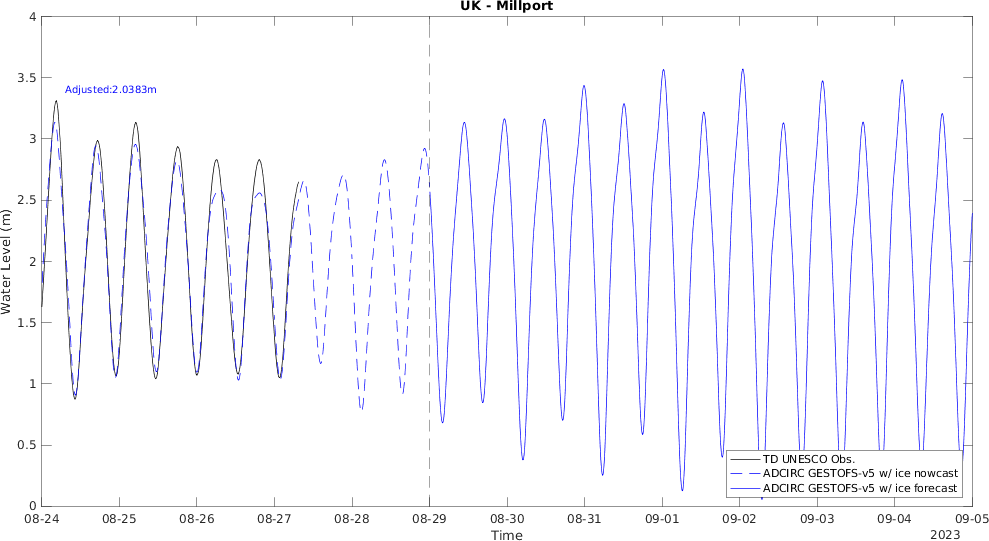 UK - Millport
4
3.5
3
2.5
2
1.5
1
0.5
0
Water Level (m)
Adjusted:2.0383m
TD UNESCO Obs.
ADCIRC GESTOFS-v5 w/ ice nowcast
ADCIRC GESTOFS-v5 w/ ice forecast
08-24 08-25 08-26 08-27 08-28 08-29 08-30 08-31 09-01 09-02 09-03 09-04 09-05
Time
2023